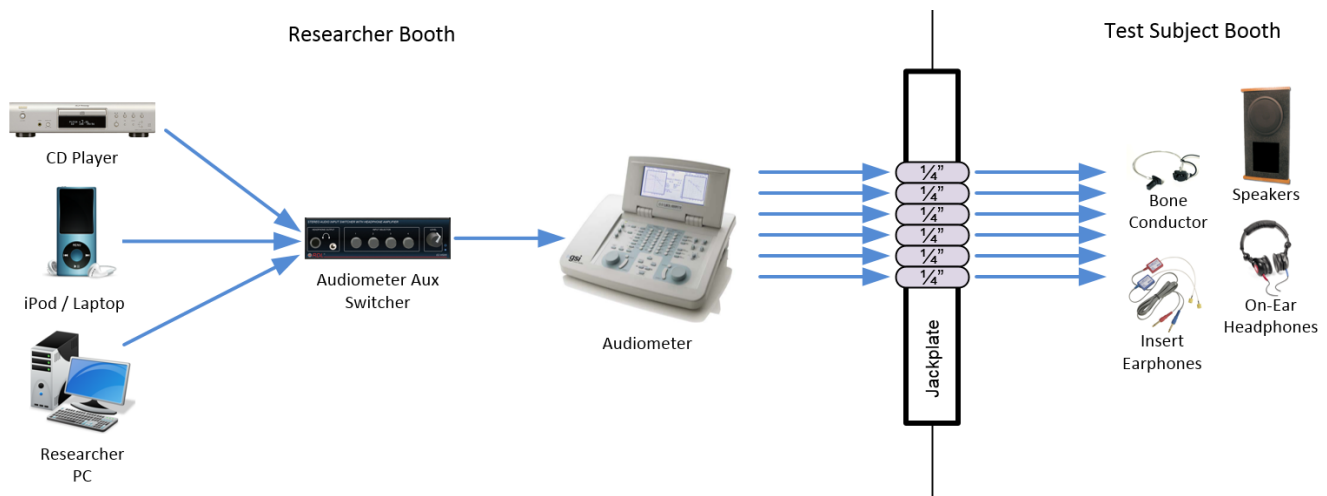 Researcher Booth
Test Subject Booth
CD Player
iPod / Laptop
Researcher
PC
Audiometer Aux
Switcher
gsi
Audiometer
¼"
¼"
¼"
¼"
¼"
¼"
Jackplate
Bone
Conductor
Speakers
Insert
Earphones
On-Ear
Headphones